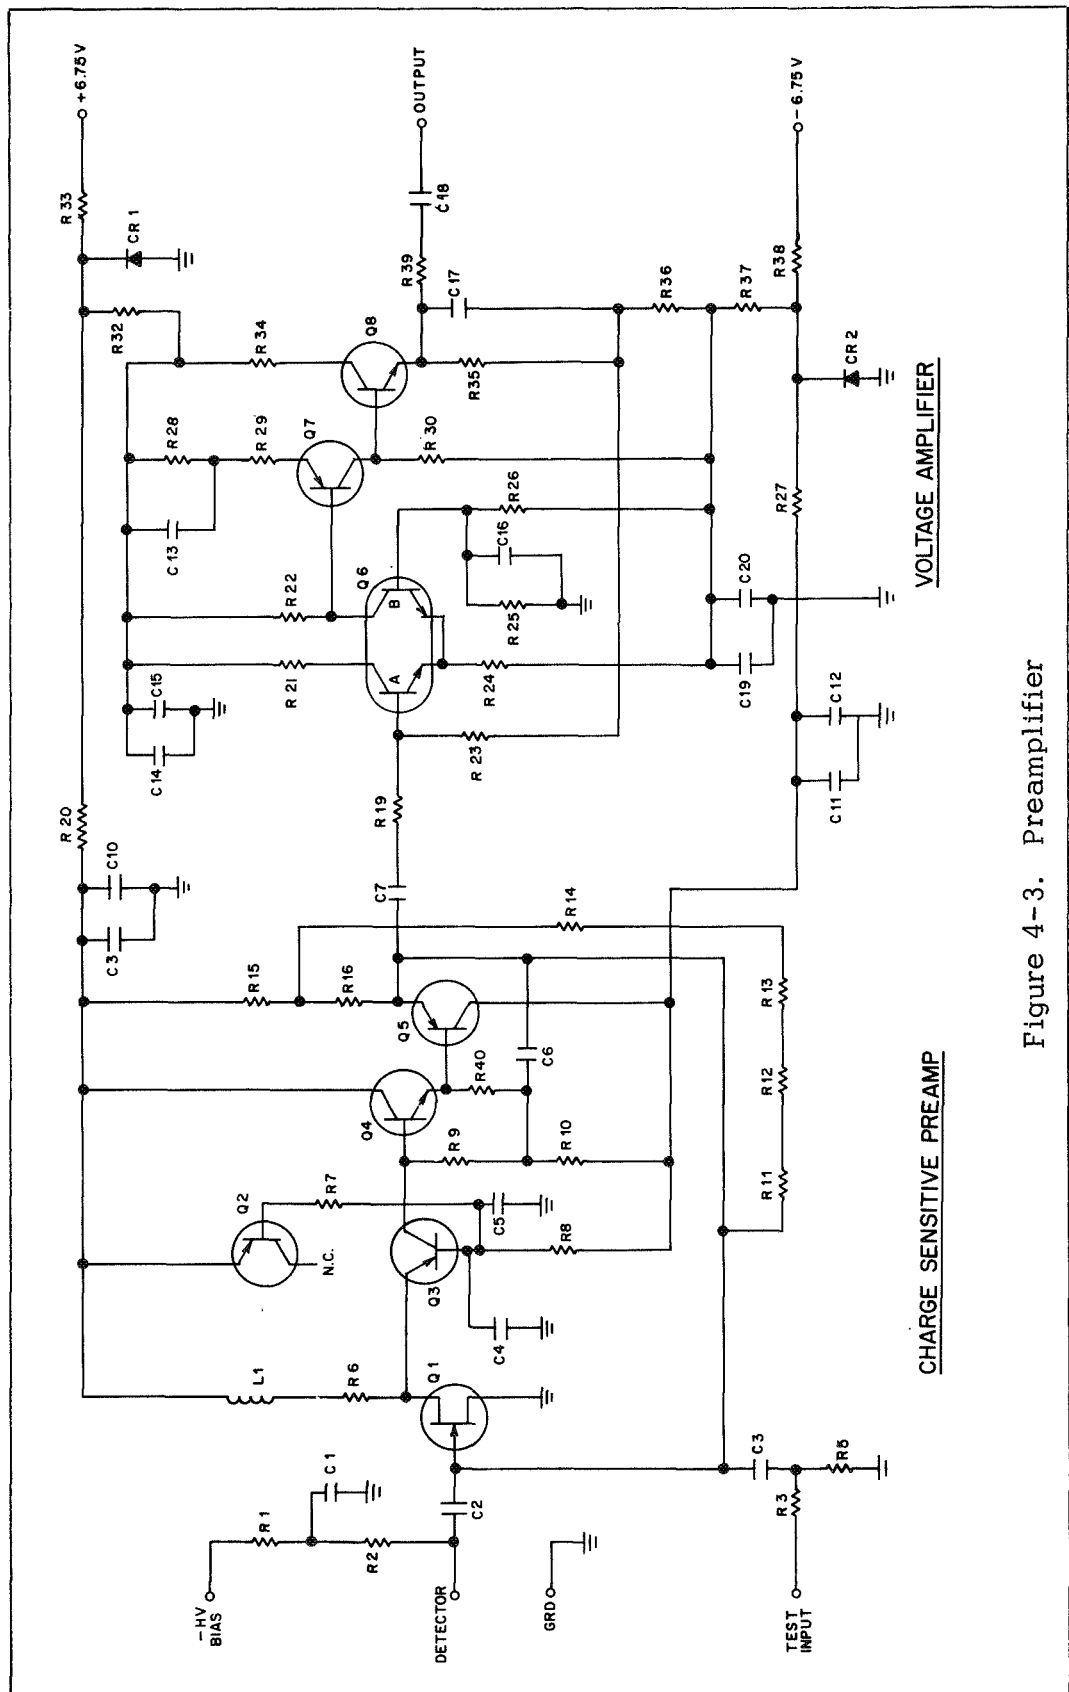 +6.75V
R33
CR1
R32
R20
C10
C3
C15
C14
R28
R29
C13
R34
Q8
Q7
R22
R21
Q6
A
B
R30
R35
R39
C17
C18
OUTPUT
R36
R37
R38
-6.75V
CR2
R27
R26
C16
R25
R24
R23
C20
C19
C12
C11
R19
C7
R14
R15
R16
Q5
Q4
R40
C6
R9
R10
R13
R12
R11
Q2
R7
N.C.
C5
R8
Q3
C4
L1
R6
Q1
-HV
BIAS
R1
C1
R2
C2
DETECTOR
GRD
TEST
INPUT
R3
C3
R5
CHARGE SENSITIVE PREAMP
VOLTAGE AMPLIFIER
Figure 4-3. Preamplifier